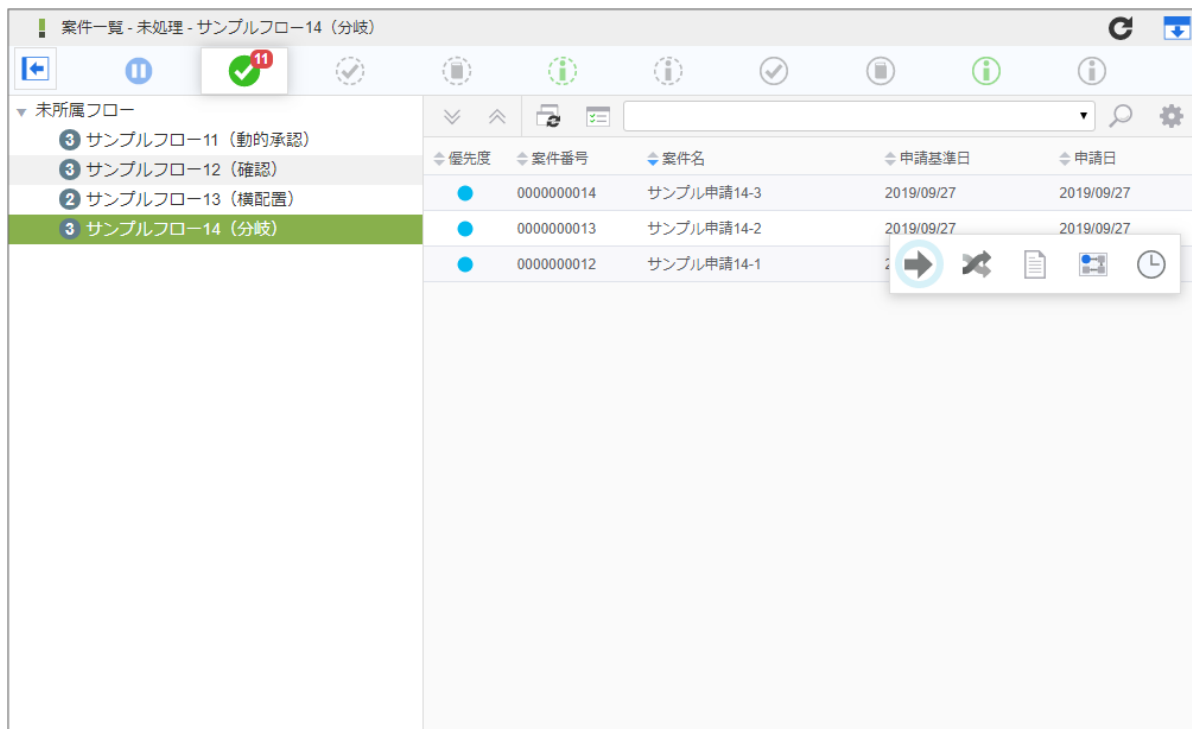 案件一覧 - 未処理 - サンプルフロー14（分岐）
11
未所属フロー
3 サンプルフロー11（動的承認）
3 サンプルフロー12（確認）
2 サンプルフロー13（横配置）
3 サンプルフロー14（分岐）
優先度 案件番号 案件名 申請基準日 申請日
0000000014 サンプル申請14-3 2019/09/27 2019/09/27
0000000013 サンプル申請14-2 2019/09/27 2019/09/27
0000000012 サンプル申請14-1 2